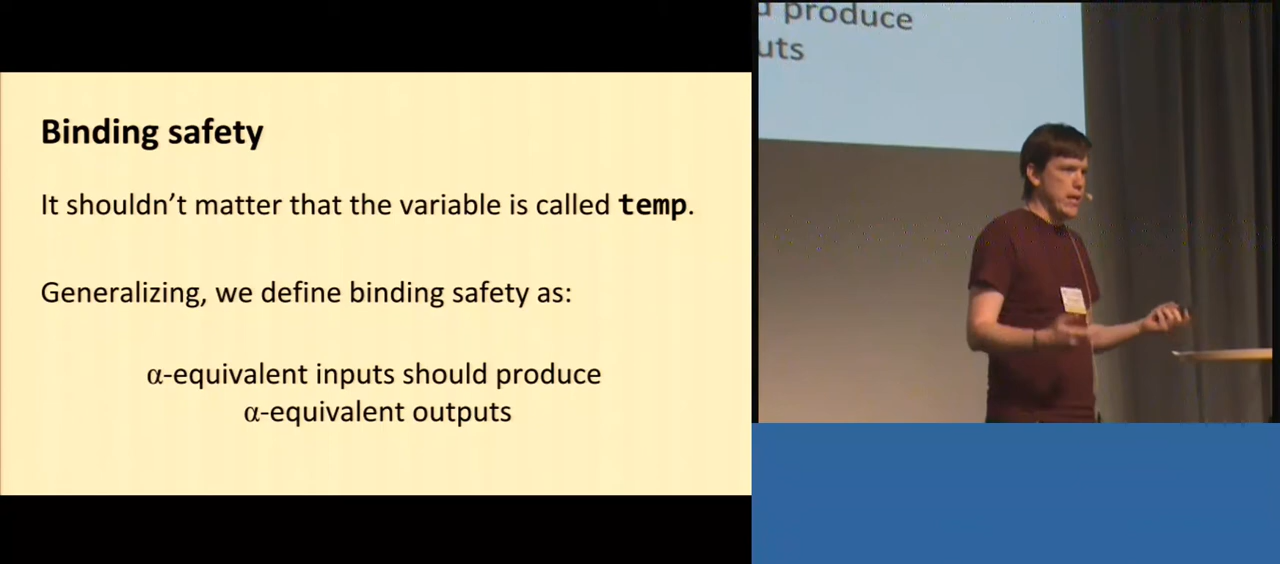 Binding safety
It shouldn't matter that the variable is called temp.
Generalizing, we define binding safety as:
α-equivalent inputs should produce
α-equivalent outputs
produce
uts